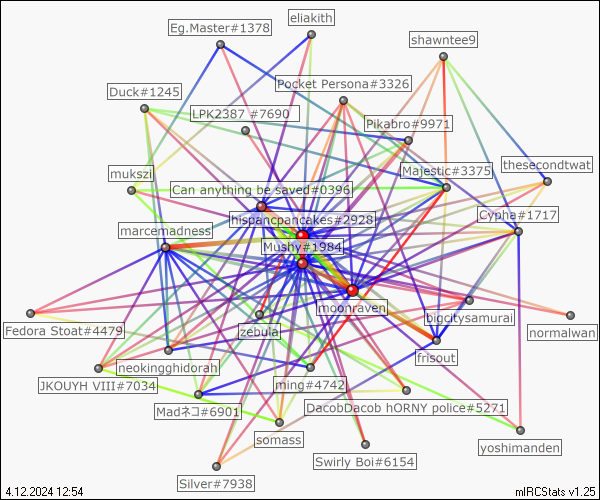 eliakith
Eg.Master#1378
shawntee9
Pocket Persona#3326
Duck#1245
LPK2387 #7690
Pikabro#9971
thesecondtwat
mukszi
Majestic#3375
Can anything be saved#0396
hispancpancakes#2928
Cypha#1717
marcemadness
Mushy#1984
moonraven
bigcitysamurai
Fedora Stoat#4479
zebulai
normalwan
frisout
neokingghidorah
JKOUYH VIII#7034
ming#4742
Madネコ#6901
DacobDacob hORNY police#5271
somass
yoshimanden
Swirly Boi#6154
Silver#7938
4.12.2024 12:54
mIRCStats v1.25